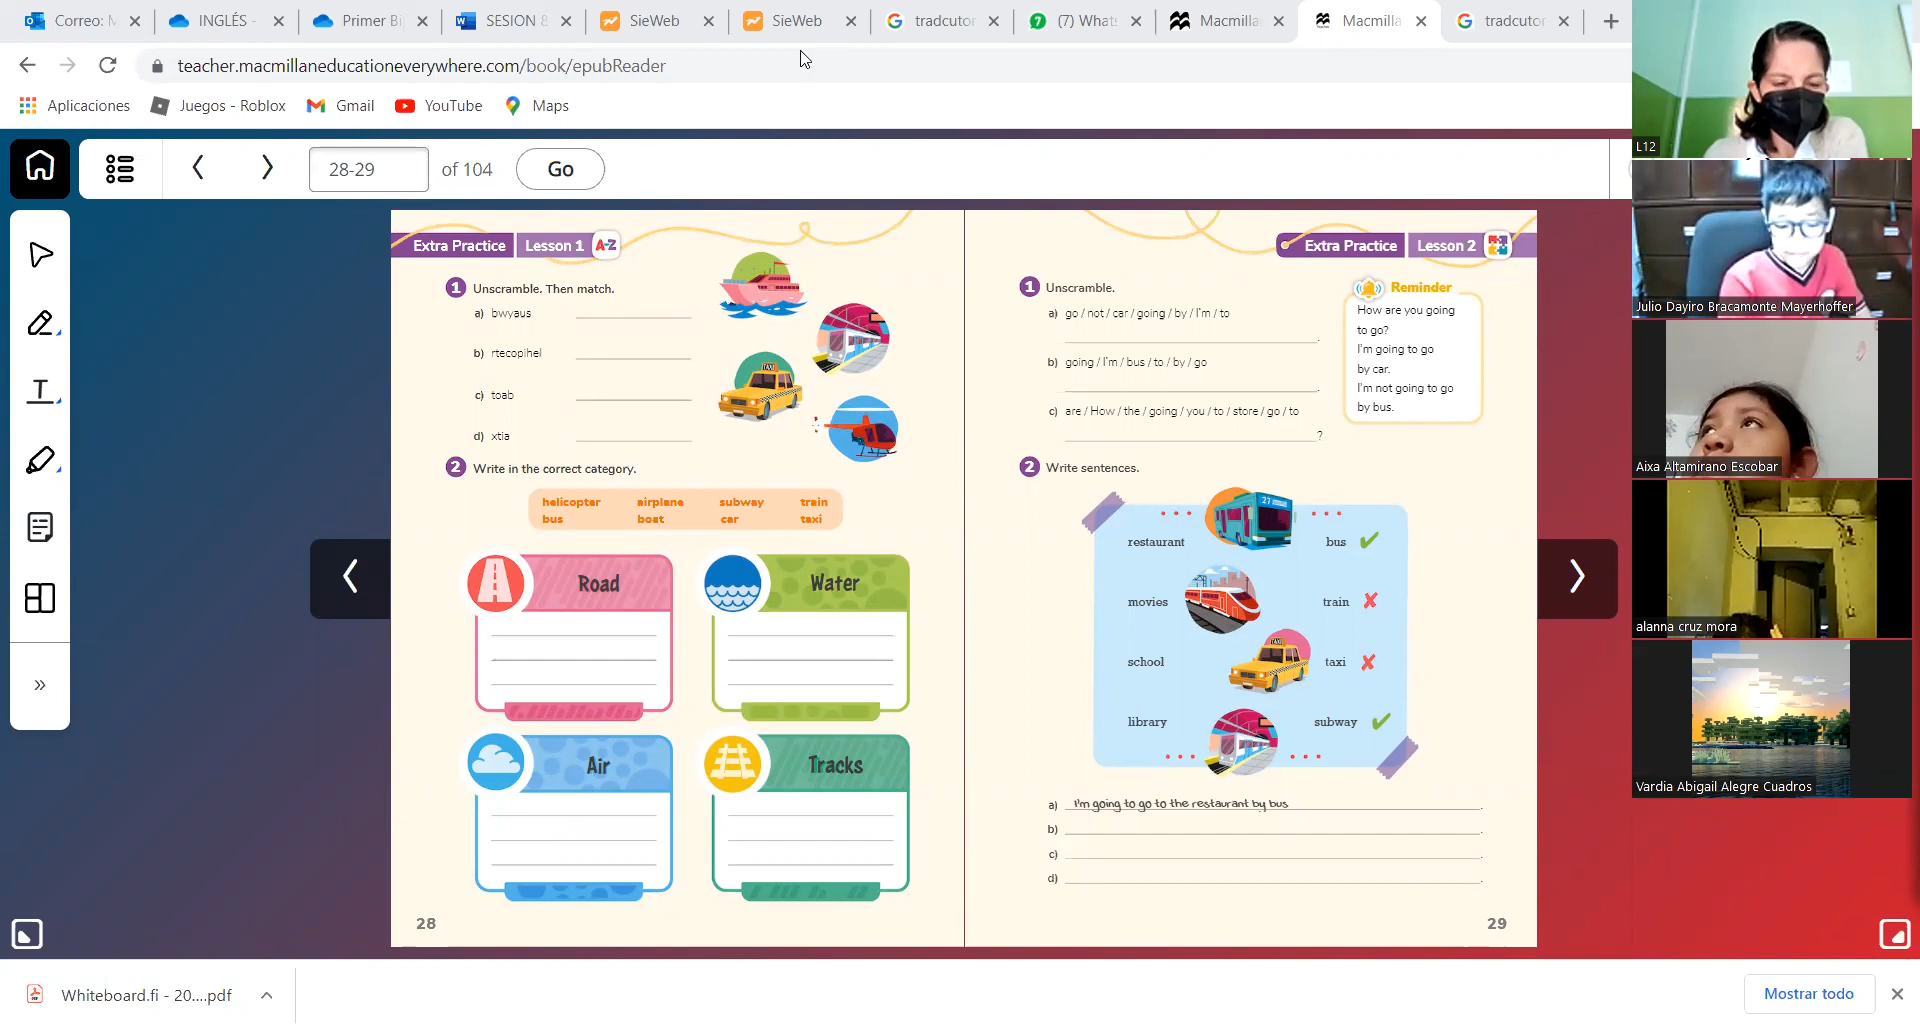 Correo: M
INGLÉS -
Primer Bi
SESION 8
SieWeb
SieWeb
tradcutor
(7) Whats
Macmilla
Macmilla
tradcutor
teacher.macmillaneducationeverywhere.com/book/epubReader
Aplicaciones
Juegos - Roblox
Gmail
YouTube
Maps
28-29
of 104
Go
Extra Practice Lesson 1 A-Z
1 Unscramble. Then match.
a) bwyaus
b) rtecopihel
c) toab
d) xtia
TAXI
2 Write in the correct category.
helicopter airplane subway train
bus boat car taxi
Road
Water
Air
Tracks
28
Extra Practice Lesson 2
1 Unscramble.
a) go / not / car / going / by / I'm / to
b) going / I'm / bus / to / by / go
c) are / How / the / going / you / to / store / go / to
?
Reminder
How are you going
to go?
I'm going to go
by car.
I'm not going to go
by bus.
2 Write sentences.
27
restaurant bus
movies train
TAXI
school taxi
library subway
a) I'm going to go to the restaurant by bus.
b)
c)
d)
29
L12
Julio Dayiro Bracamonte Mayerhoffer
Aixa Altamirano Escobar
alanna cruz mora
Vardia Abigail Alegre Cuadros
Whiteboard.fi - 20....pdf
Mostrar todo